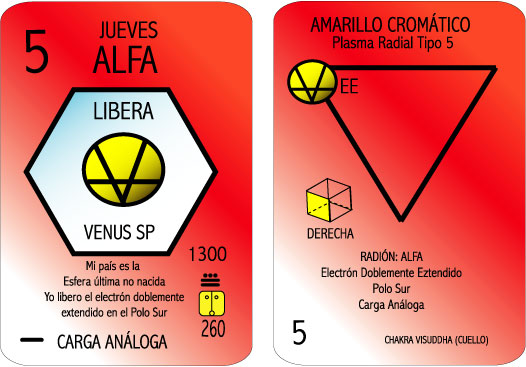 5
JUEVES
ALFA
LIBERA
VENUS SP
Mi país es la
Esfera última no nacida
Yo libero el electrón doblemente
extendido en el Polo Sur
1300
260
CARGA ANÁLOGA
AMARILLO CROMÁTICO
Plasma Radial Tipo 5
EE
DERECHA
RADIÓN: ALFA
Electrón Doblemente Eztendido
Polo Sur
Carga Análoga
5
CHAKRA VISUDDHA (CUELLO)